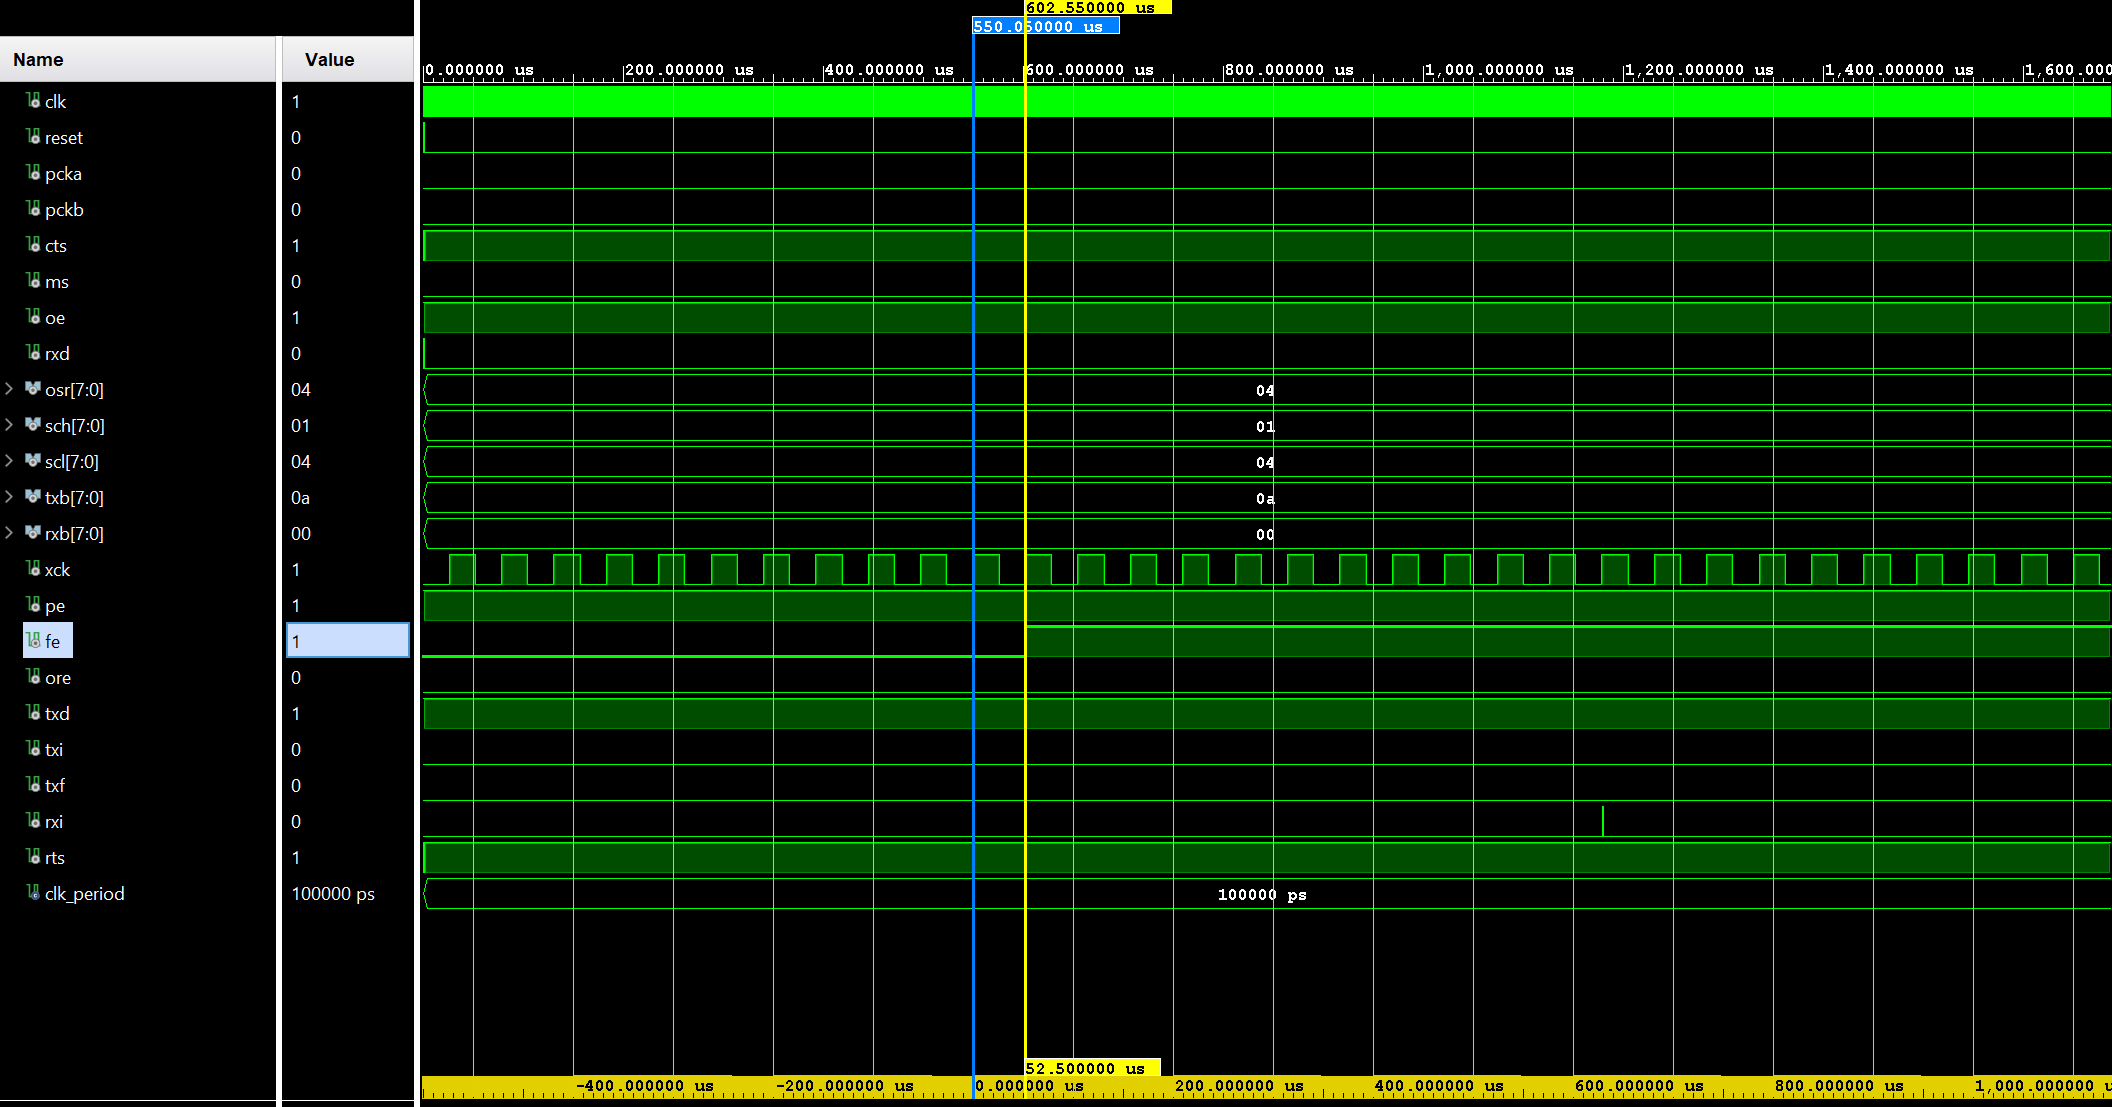 602.550000 us
550.050000 us
Name Value
0.000000 us 200.000000 us 400.000000 us 600.000000 us 800.000000 us 1,000.000000 us 1,200.000000 us 1,400.000000 us 1,600.000
clk 1
reset 0
pcka 0
pckb 0
cts 1
ms 0
oe 1
rxd 0
osr[7:0] 04 04
sch[7:0] 01 01
scl[7:0] 04 04
txb[7:0] 0a 0a
rxb[7:0] 00 00
xck 1
pe 1
fe 1
ore 0
txd 1
txi 0
txf 0
rxi 0
rts 1
clk_period 100000 ps 100000 ps
52.500000 us
-400.000000 us -200.000000 us 0.000000 us 200.000000 us 400.000000 us 600.000000 us 800.000000 us 1,000.000000 u